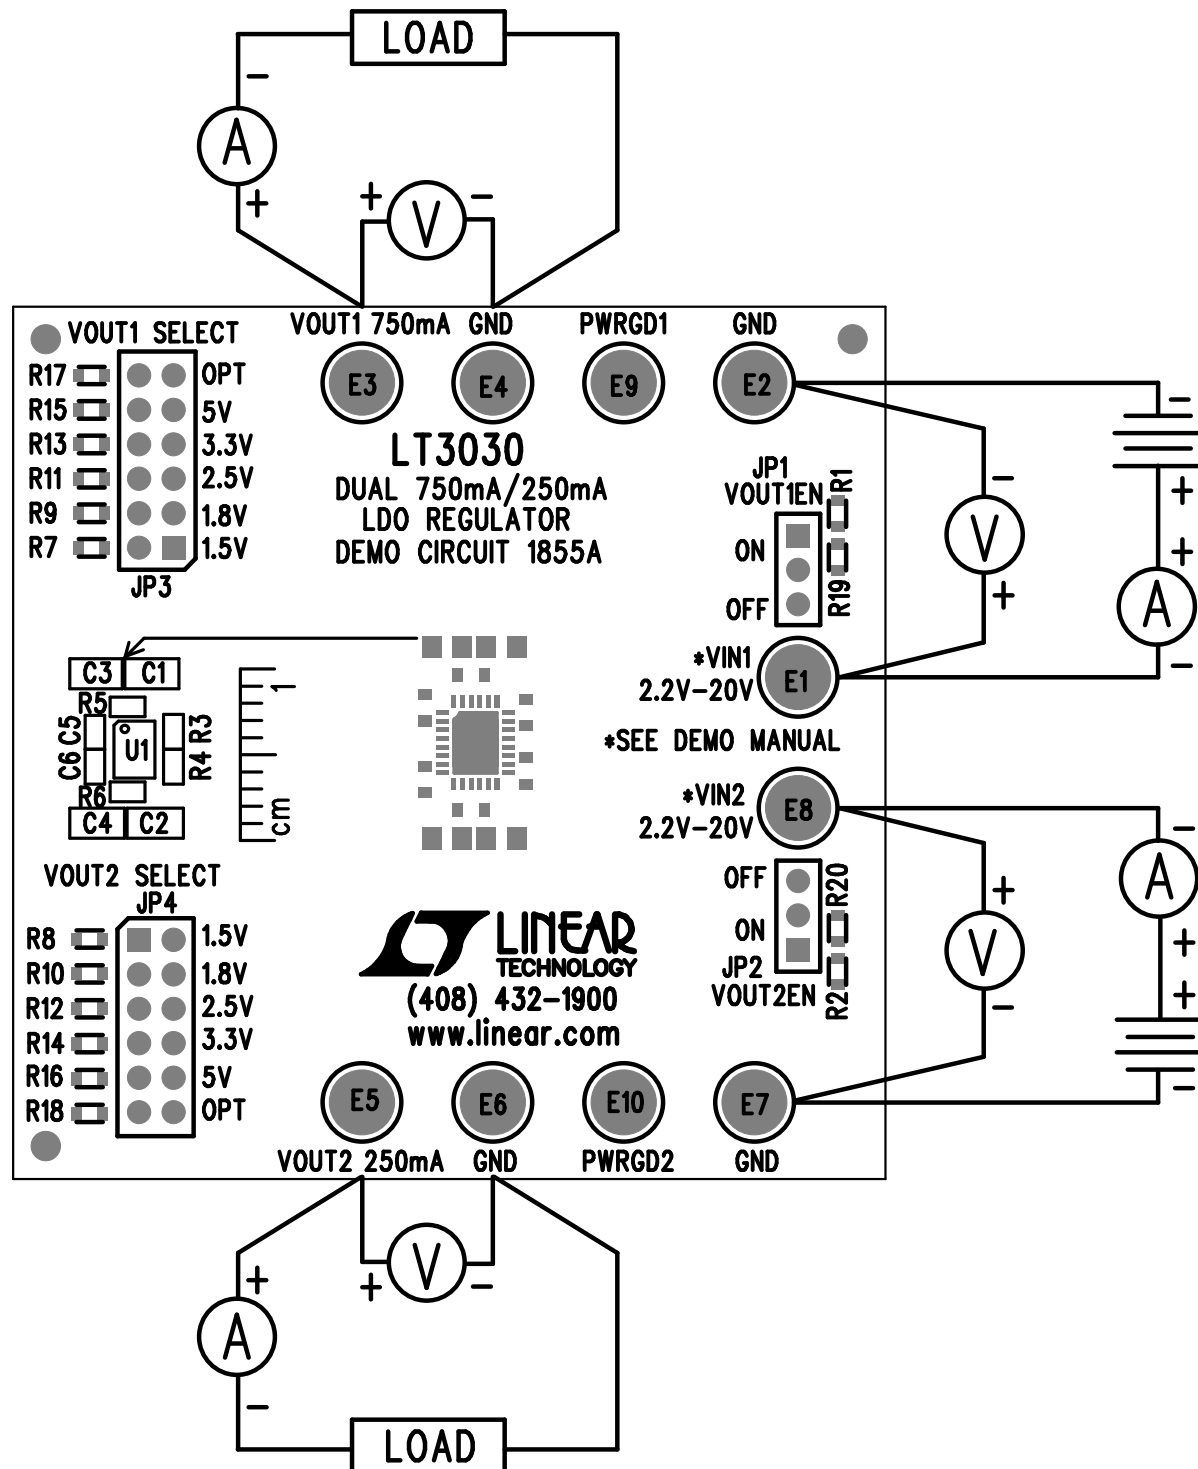 LOAD
−
A
+
+
V
−
VOUT1 SELECT
VOUT1 750mA
GND
PWRGD1
GND
R17
OPT
R15
5V
R13
3.3V
R11
2.5V
R9
1.8V
R7
1.5V
JP3
E3
E4
E9
E2
LT3030
DUAL 750mA/250mA
LDO REGULATOR
DEMO CIRCUIT 1855A
JP1
VOUT1EN
R1
ON
OFF
R19
−
V
+
−
+
+
A
−
*VIN1
2.2V-20V
E1
*SEE DEMO MANUAL
C3
C1
R5
C5
C6
U1
R3
R4
R6
C4
C2
1
cm
*VIN2
2.2V-20V
E8
OFF
R20
ON
JP2
R2
VOUT2EN
−
A
+
+
−
+
V
−
VOUT2 SELECT
JP4
R8
1.5V
R10
1.8V
R12
2.5V
R14
3.3V
R16
5V
R18
OPT
LINEAR
TECHNOLOGY
(408) 432-1900
www.linear.com
E5
E6
E10
E7
VOUT2 250mA
GND
PWRGD2
GND
+
V
−
+
A
−
LOAD